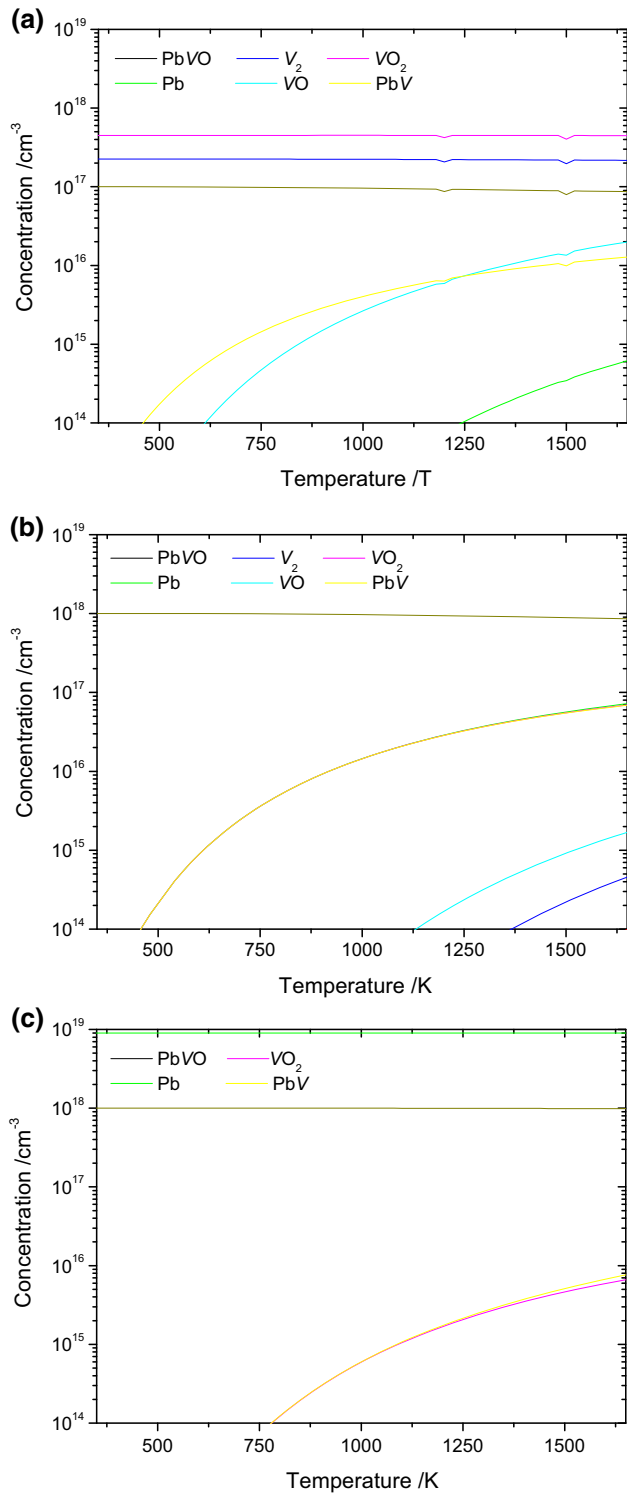 (a)
10^19
PbVO V₂ VO₂
Pb VO PbV
10^18
10^17
10^16
10^15
10^14
Concentration /cm^-3
500 750 1000 1250 1500
Temperature /T
(b)
10^19
PbVO V₂ VO₂
Pb VO PbV
10^18
10^17
10^16
10^15
10^14
Concentration /cm^-3
500 750 1000 1250 1500
Temperature /K
(c)
10^19
PbVO VO₂
Pb PbV
10^18
10^17
10^16
10^15
10^14
Concentration /cm^-3
500 750 1000 1250 1500
Temperature /K